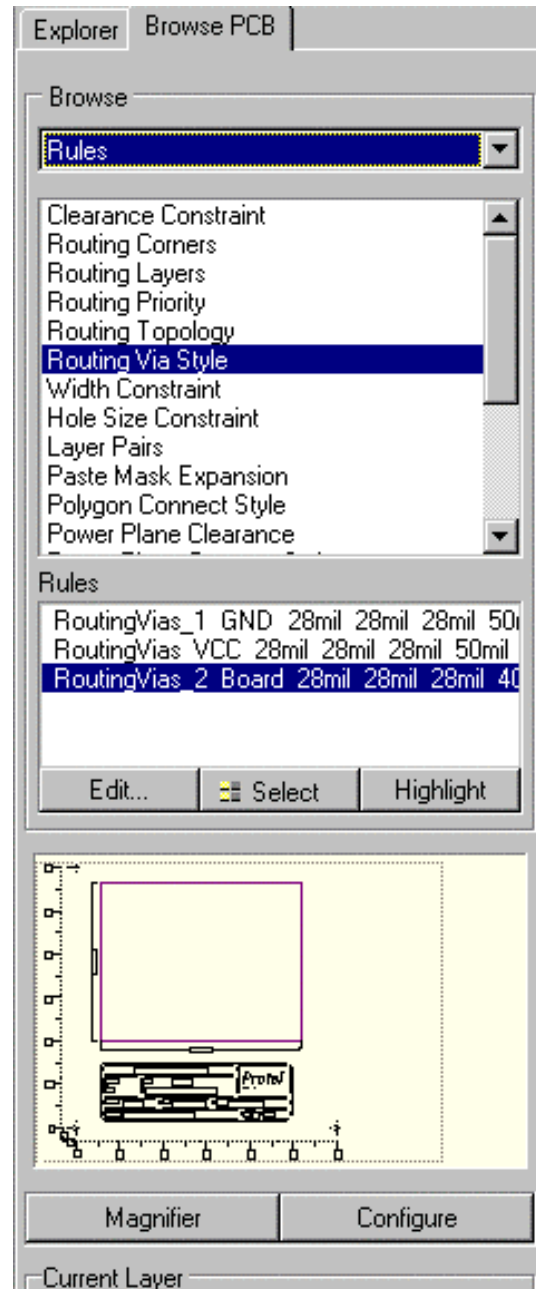 Explorer Browse PCB
Browse
Rules
Clearance Constraint
Routing Corners
Routing Layers
Routing Priority
Routing Topology
Routing Via Style
Width Constraint
Hole Size Constraint
Layer Pairs
Paste Mask Expansion
Polygon Connect Style
Power Plane Clearance
Rules
RoutingVias_1 GND 28mil 28mil 28mil 50
RoutingVias VCC 28mil 28mil 28mil 50mil
RoutingVias_2 Board 28mil 28mil 28mil 40
Edit... Select Highlight
Protel
Magnifier Configure
Current Layer